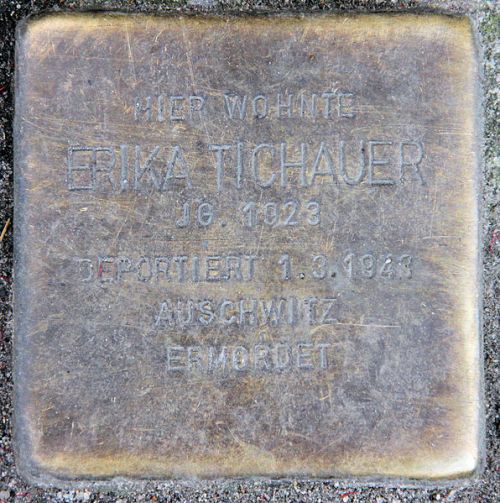 HIER WOHNTE
ERIKA TICHAUER
JG. 1923
DEPORTIERT 1.3.1943
AUSCHWITZ
ERMORDET